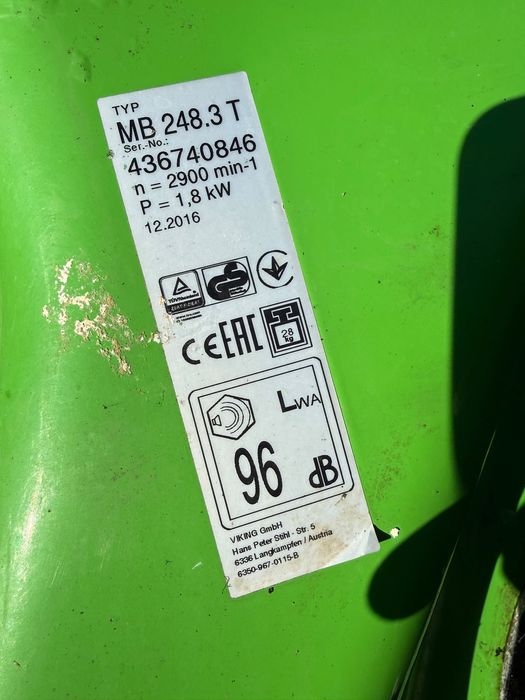 TYP
MB 248.3 T
Ser.-No.:
436740846
n = 2900 min-1
P = 1,8 kW
12.2016
CE EAC
28
kg
LWA
96 dB
VIKING GmbH
Hans Peter Stihl - Str. 5
6336 Langkampfen / Austria
6350-967-0115-B